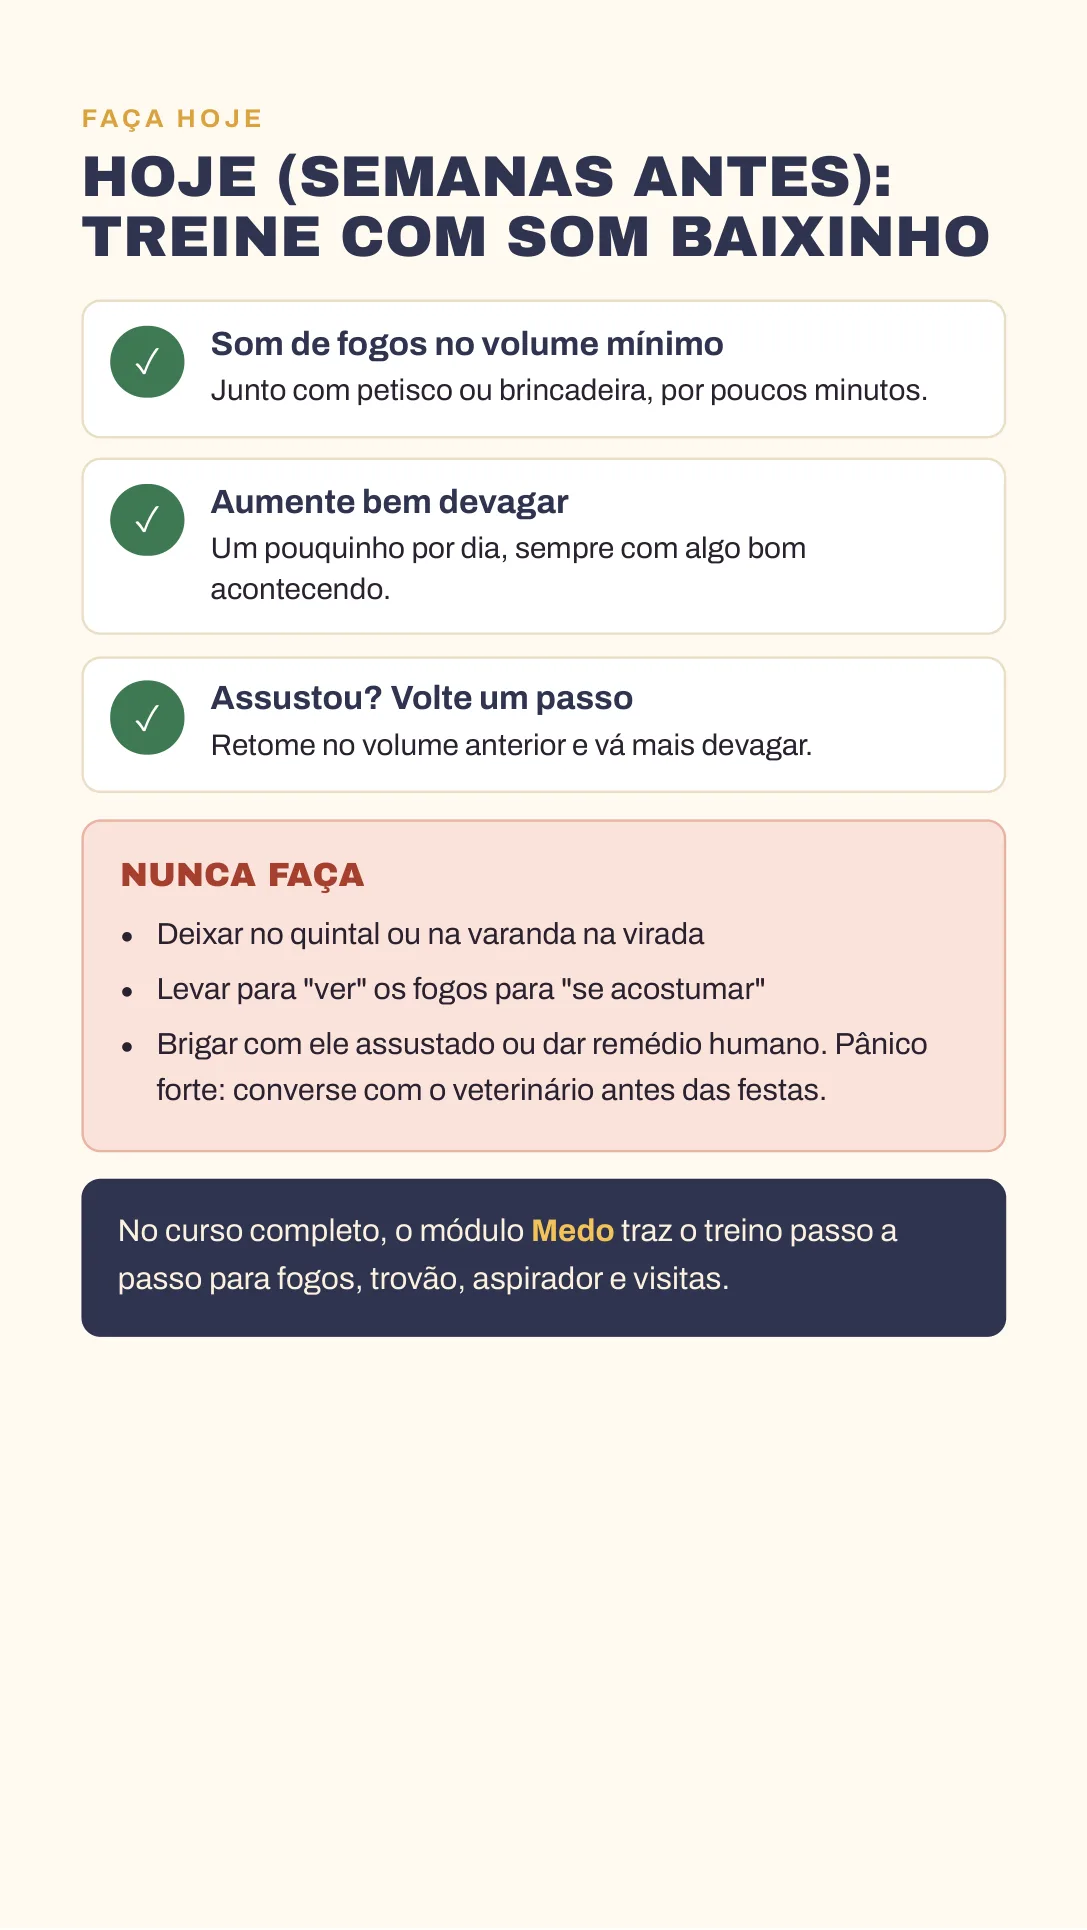 FAÇA HOJE
HOJE (SEMANAS ANTES):
TREINE COM SOM BAIXINHO
✓
Som de fogos no volume mínimo
Junto com petisco ou brincadeira, por poucos minutos.
✓
Aumente bem devagar
Um pouquinho por dia, sempre com algo bom
acontecendo.
✓
Assustou? Volte um passo
Retome no volume anterior e vá mais devagar.
NUNCA FAÇA
• Deixar no quintal ou na varanda na virada
• Levar para "ver" os fogos para "se acostumar"
• Brigar com ele assustado ou dar remédio humano. Pânico
forte: converse com o veterinário antes das festas.
No curso completo, o módulo Medo traz o treino passo a
passo para fogos, trovão, aspirador e visitas.